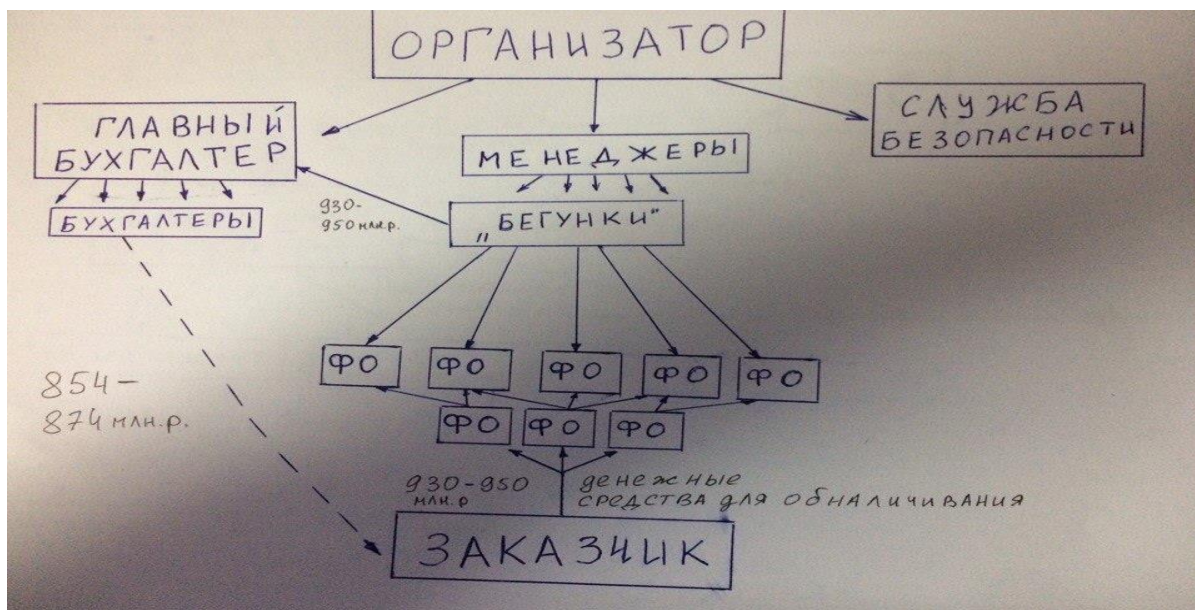 ОРГАНИЗАТОР
ГЛАВНЫЙ
БУХГАЛТЕР
МЕНЕДЖЕРЫ
СЛУЖБА
БЕЗОПАСНОСТИ
БУХГАЛТЕРЫ
930-
950 млн.р.
„БЕГУНКИ"
ФО ФО ФО ФО ФО
ФО ФО ФО
854-
874 млн.р.
930-950
млн.р
денежные
средства для обналичивания
ЗАКАЗЧИК